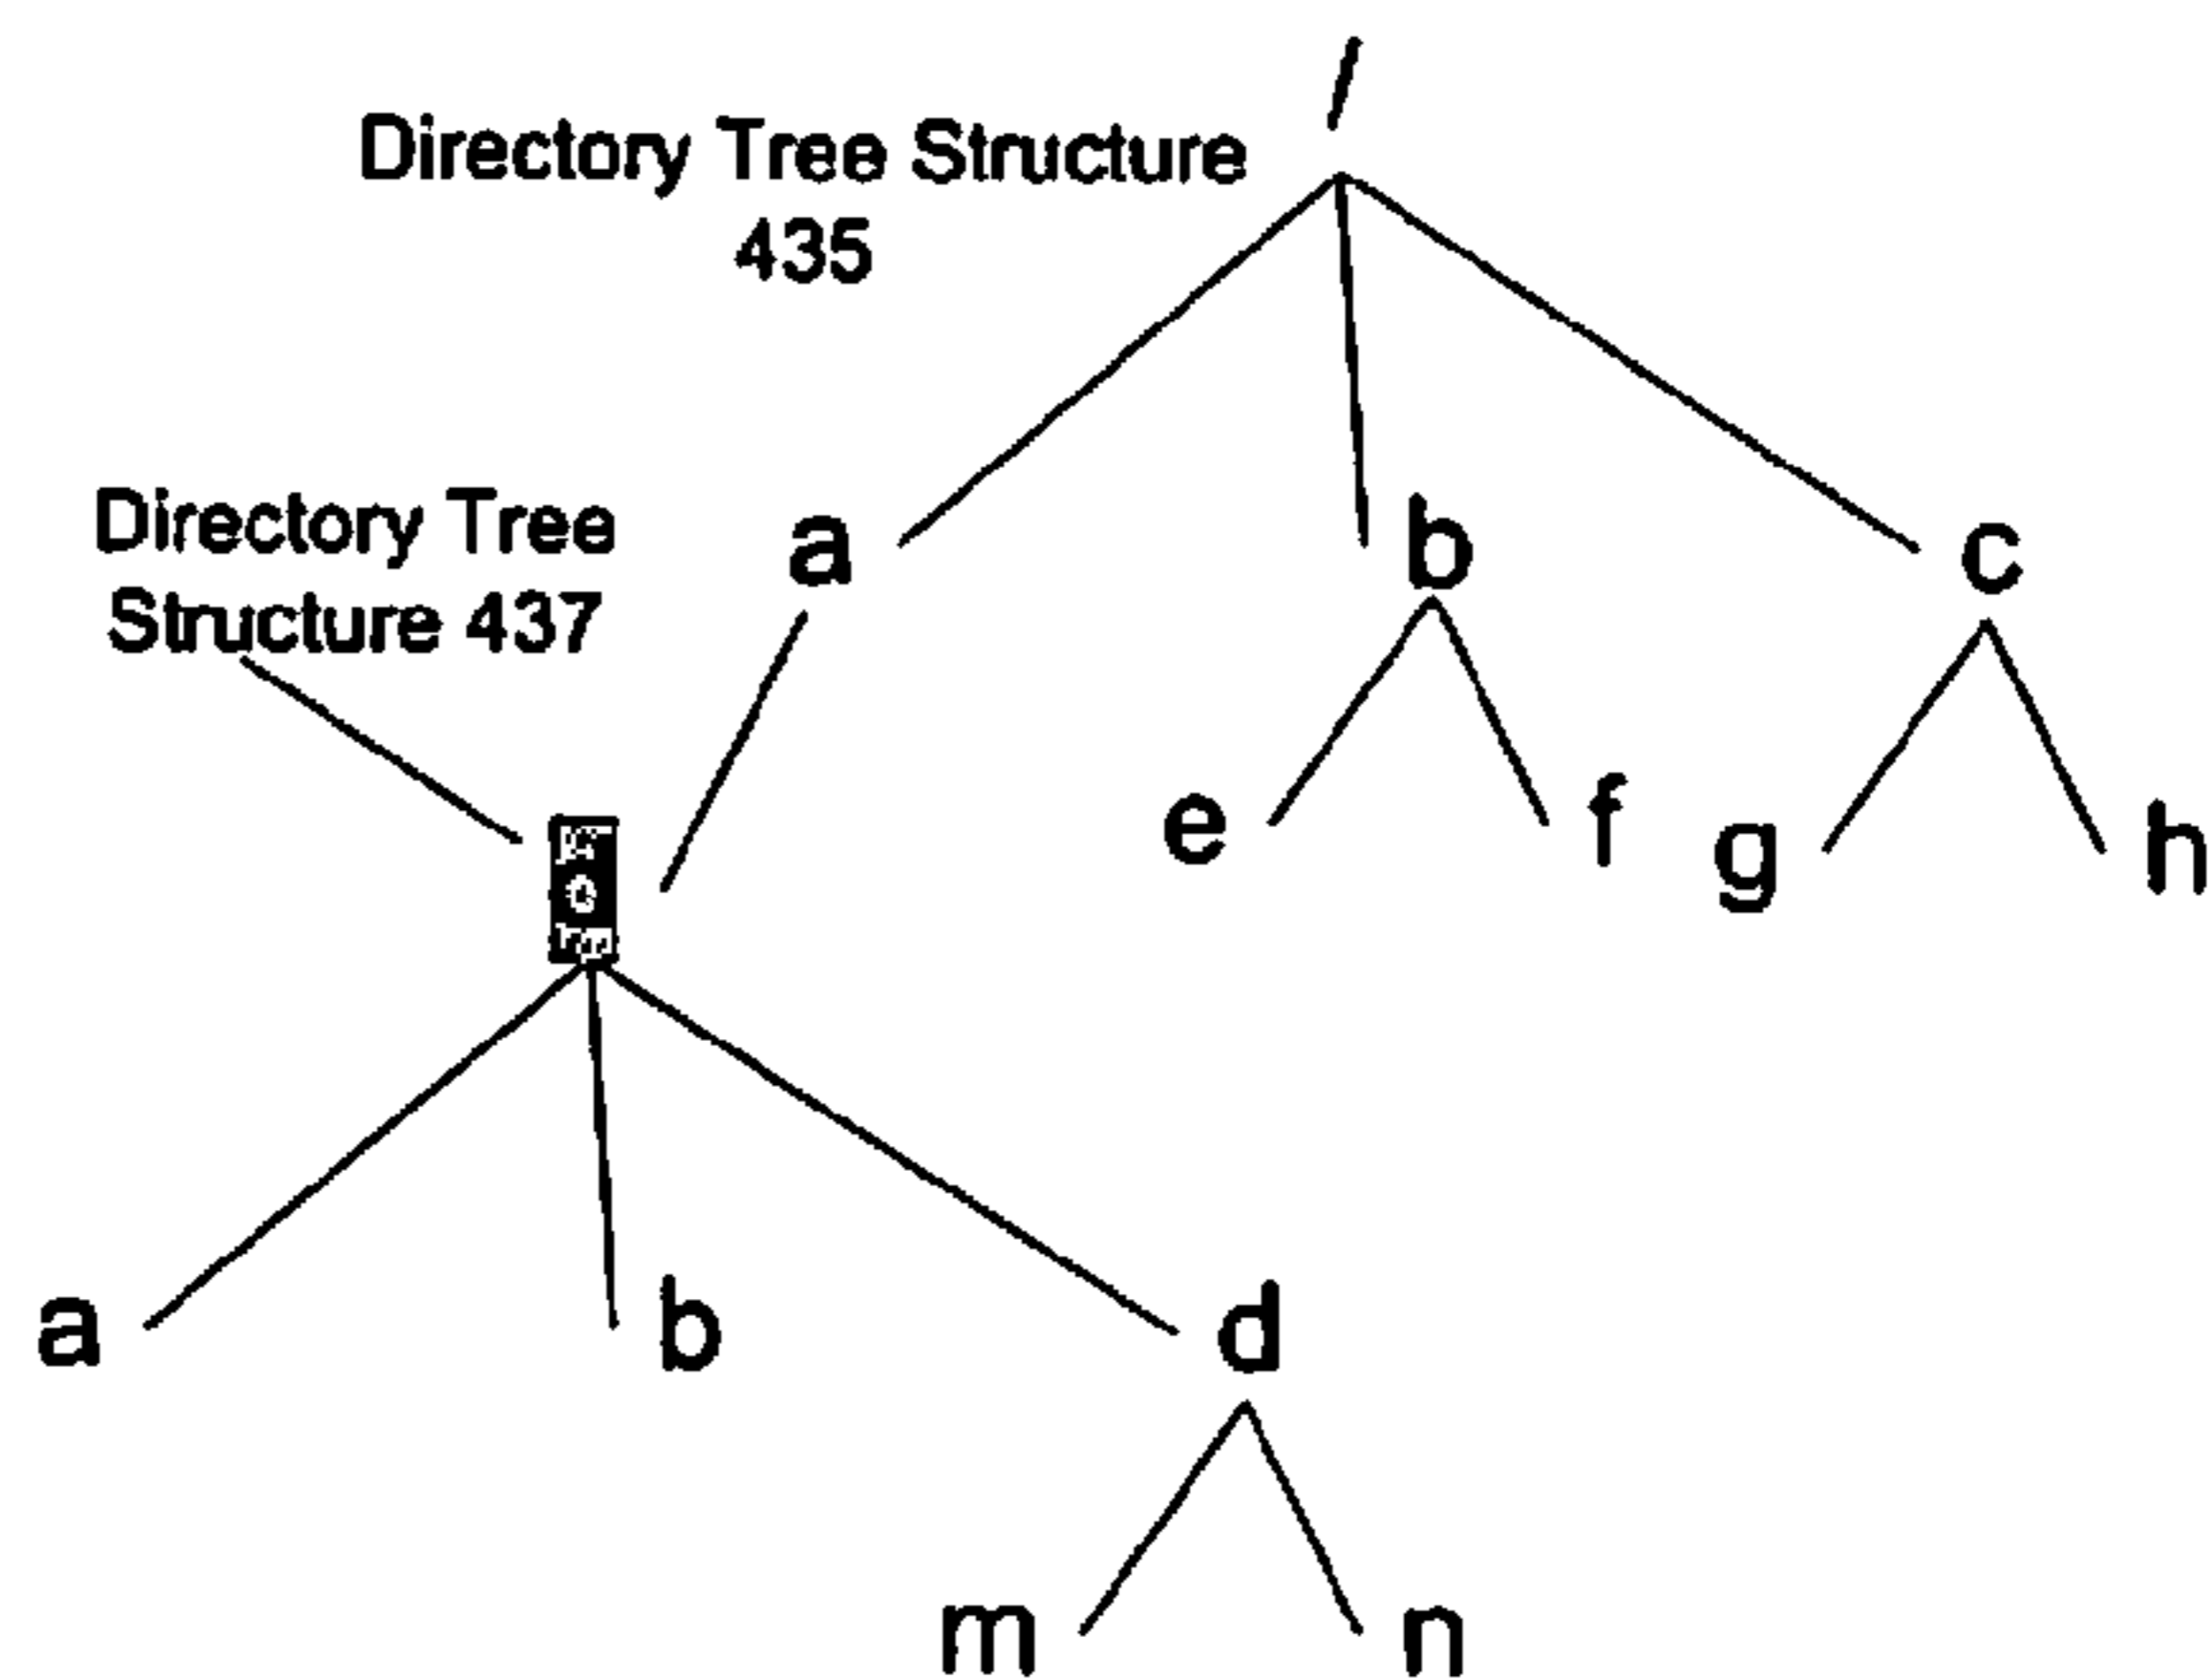 /
Directory Tree Structure
435
Directory Tree
Structure 437
a
b
c
e
f
g
h
a
b
d
m
n